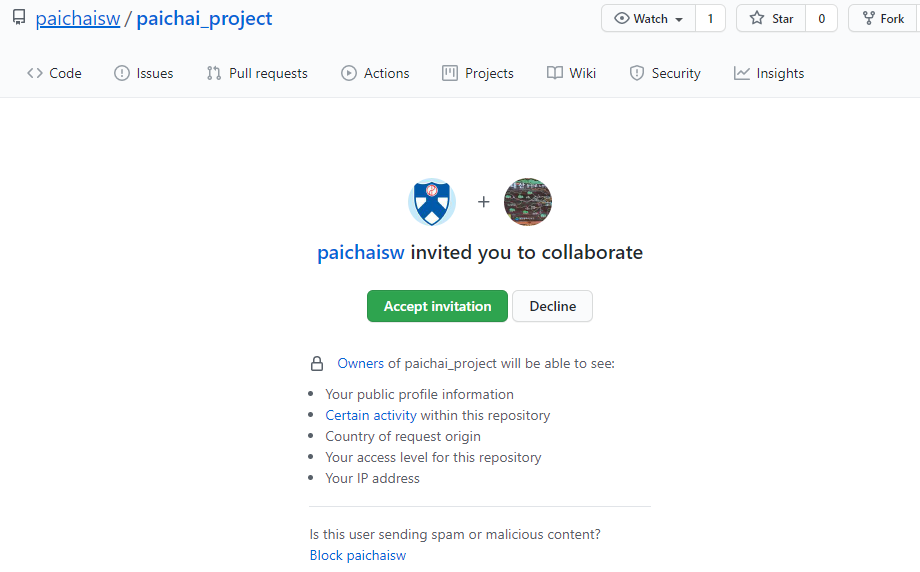 paichaisw / paichai_project
Watch 1 Star 0 Fork
Code Issues Pull requests Actions Projects Wiki Security Insights
+
paichaisw invited you to collaborate
Accept invitation Decline
Owners of paichai_project will be able to see:
• Your public profile information
• Certain activity within this repository
• Country of request origin
• Your access level for this repository
• Your IP address
Is this user sending spam or malicious content?
Block paichaisw